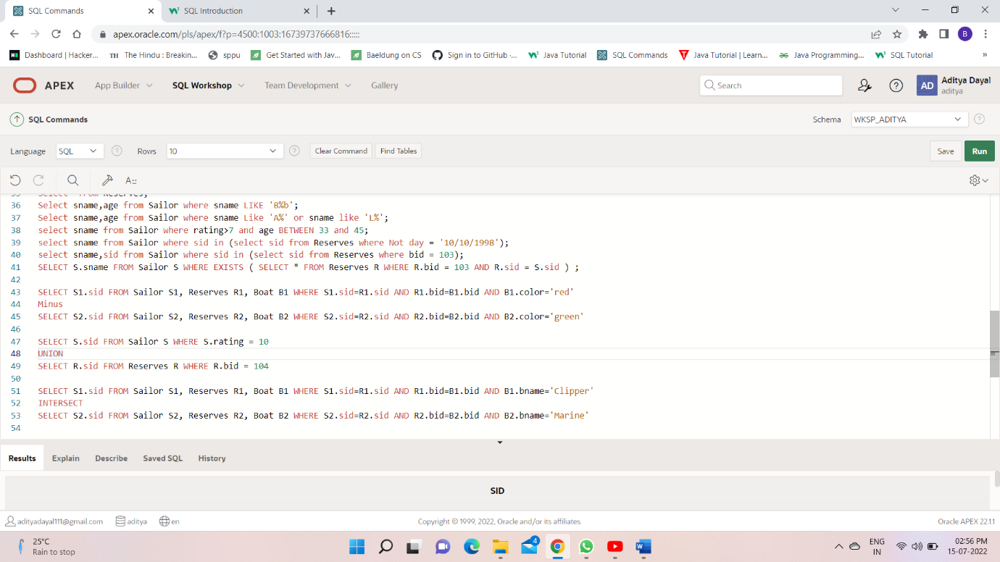 SQL Commands
SQL Introduction
apex.oracle.com/pls/apex/f?p=4500:1003:16739737666816:::::
B
Dashboard | Hacker... TH The Hindu : Breakin... sppu Get Started with Jav... Baeldung on CS Sign in to GitHub ·... Java Tutorial SQL Commands Java Tutorial | Learn... Java Programming... SQL Tutorial »
APEX App Builder SQL Workshop Team Development Gallery Search AD Aditya Dayal
aditya
SQL Commands Schema WKSP_ADITYA
Language SQL Rows 10 Clear Command Find Tables Save Run
36 Select sname,age from Sailor where sname LIKE 'B%b';
37 Select sname,age from Sailor where sname Like 'A%' or sname like 'L%';
38 select sname from Sailor where rating>7 and age BETWEEN 33 and 45;
39 select sname from Sailor where sid in (select sid from Reserves where Not day = '10/10/1998');
40 select sname,sid from Sailor where sid in (select sid from Reserves where bid = 103);
41 SELECT S.sname FROM Sailor S WHERE EXISTS ( SELECT * FROM Reserves R WHERE R.bid = 103 AND R.sid = S.sid ) ;
42
43 SELECT S1.sid FROM Sailor S1, Reserves R1, Boat B1 WHERE S1.sid=R1.sid AND R1.bid=B1.bid AND B1.color='red'
44 Minus
45 SELECT S2.sid FROM Sailor S2, Reserves R2, Boat B2 WHERE S2.sid=R2.sid AND R2.bid=B2.bid AND B2.color='green'
46
47 SELECT S.sid FROM Sailor S WHERE S.rating = 10
48 UNION
49 SELECT R.sid FROM Reserves R WHERE R.bid = 104
50
51 SELECT S1.sid FROM Sailor S1, Reserves R1, Boat B1 WHERE S1.sid=R1.sid AND R1.bid=B1.bid AND B1.bname='Clipper'
52 INTERSECT
53 SELECT S2.sid FROM Sailor S2, Reserves R2, Boat B2 WHERE S2.sid=R2.sid AND R2.bid=B2.bid AND B2.bname='Marine'
54
Results Explain Describe Saved SQL History
SID
adityadayal111@gmail.com aditya en Copyright © 1999, 2022, Oracle and/or its affiliates. Oracle APEX 22.1.1
25°C
Rain to stop
4
ENG
IN
02:56 PM
15-07-2022